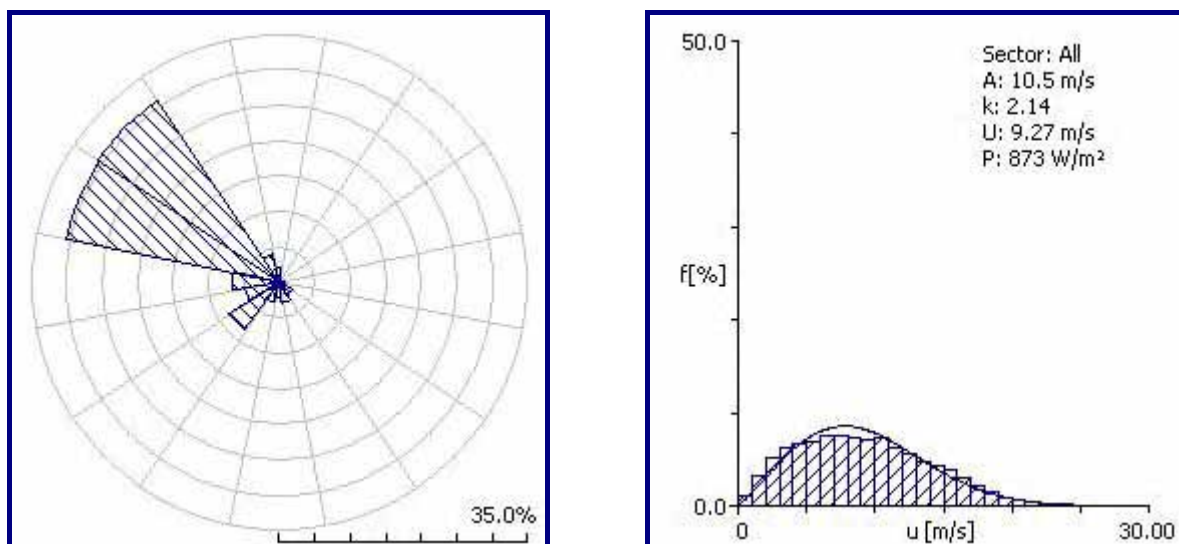 35.0%
50.0
Sector: All
A: 10.5 m/s
k: 2.14
U: 9.27 m/s
P: 873 W/m²
f[%]
0.0
0 u [m/s] 30.00